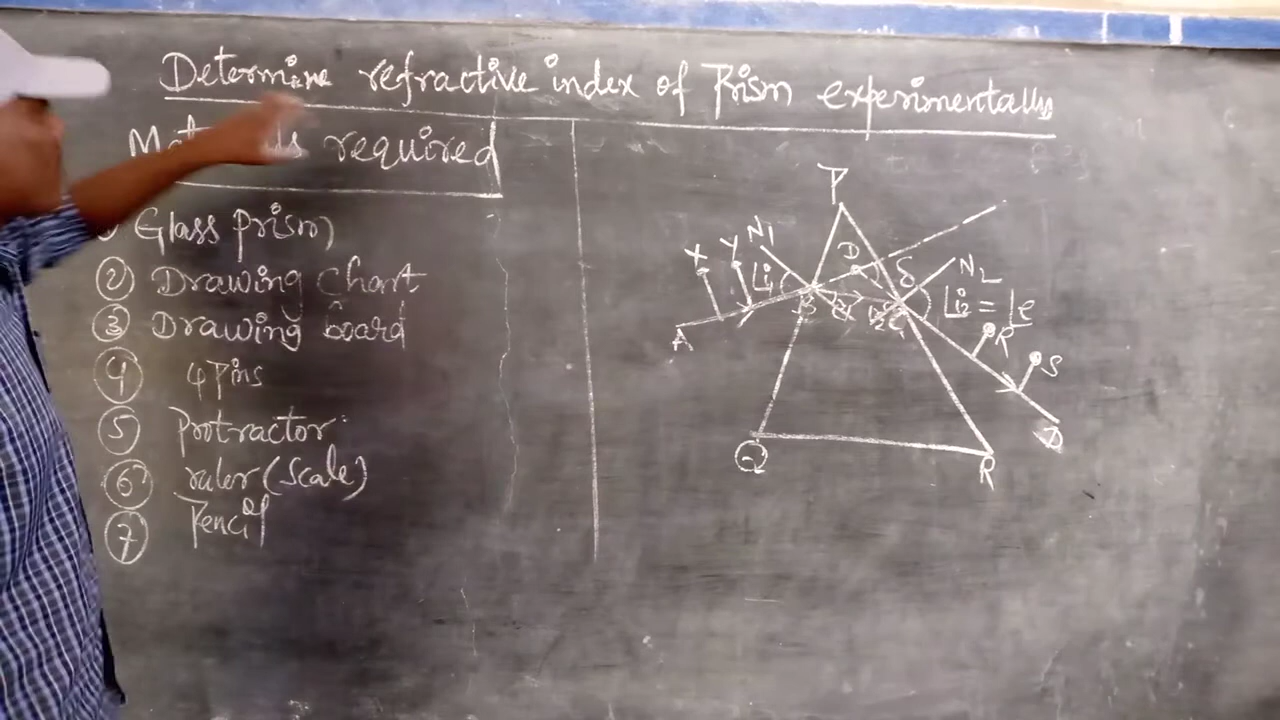 Determine refractive index of Prism experimentally
required
Glass prism
② Drawing Chart
③ Drawing board
④ 4 Pins
⑤ Protractor
⑥ ruler (Scale)
⑦ Pencil
P
N1
X
Y
D
δ
N2
∠i1
∠i2 = ∠e
A
B
R
S
D
Q
R